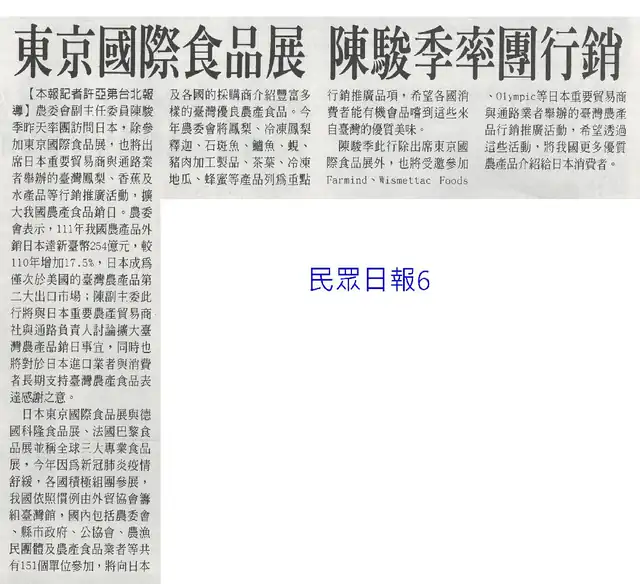 東京國際食品展 陳駿季率團行銷
【本報記者許亞第台北報
導】農委會副主任委員陳駿
季昨天率團訪問日本,除參
加東京國際食品展,也將出
席日本重要貿易商與通路業
者舉辦的臺灣鳳梨、香蕉及
水產品等行銷推廣活動,擴
大我國農產食品銷日。農委
會表示,111年我國農產品外
銷日本達新臺幣254億元,較
110年增加17.5%,日本成為
僅次於美國的臺灣農產品第
二大出口市場;陳副主委此
行將與日本重要農產貿易商
社與通路負責人討論擴大臺
灣農產品銷日事宜,同時也
將對於日本進口業者與消費
者長期支持臺灣農產食品表
達感謝之意。
日本東京國際食品展與德
國科隆食品展、法國巴黎食
品展並稱全球三大專業食品
展,今年因為新冠肺炎疫情
舒緩,各國積極組團參展,
我國依照慣例由外貿協會籌
組臺灣館,國內包括農委會
、縣市政府、公協會、農漁
民團體及農產食品業者等共
有151個單位參加,將向日本
及各國的採購商介紹豐富多
樣的臺灣優良農產食品。今
年農委會將鳳梨、冷凍鳳梨
釋迦、石斑魚、鱸魚、蝦、
豬肉加工製品、茶葉、冷凍
地瓜、蜂蜜等產品列為重點
行銷推廣品項,希望各國消
費者能有機會品嚐到這些來
自臺灣的優質美味。
陳駿季此行除出席東京國
際食品展外,也將受邀參加
Farmind、Wismettac Foods
、Olympic等日本重要貿易商
與通路業者舉辦的臺灣農產
品行銷推廣活動,希望透過
這些活動,將我國更多優質
農產品介紹給日本消費者。
民眾日報6